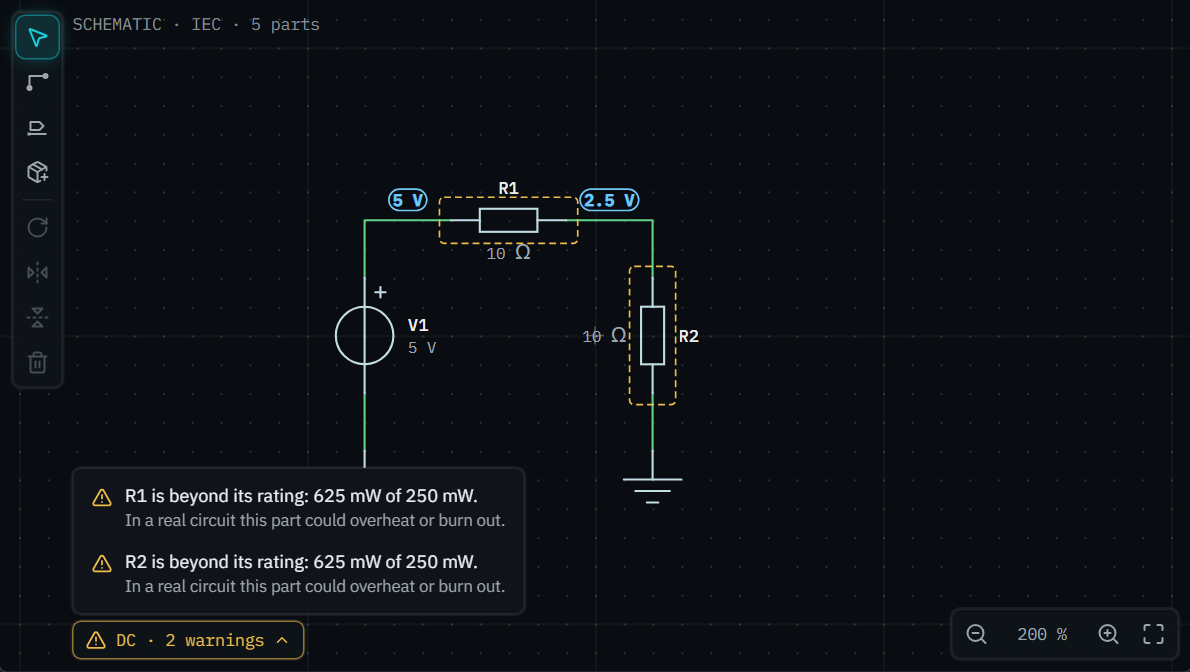 SCHEMATIC · IEC · 5 parts
R1
5 V
2.5 V
10 Ω
+
V1
5 V
10 Ω
R2
R1 is beyond its rating: 625 mW of 250 mW.
In a real circuit this part could overheat or burn out.
R2 is beyond its rating: 625 mW of 250 mW.
In a real circuit this part could overheat or burn out.
DC · 2 warnings
200 %